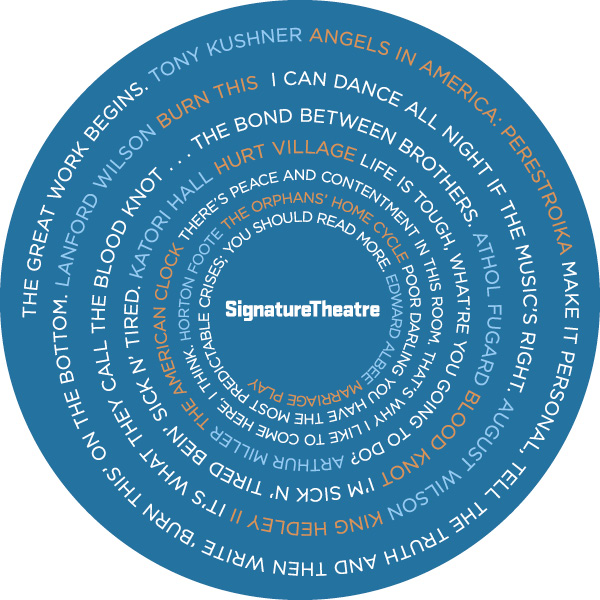 THE GREAT WORK BEGINS. TONY KUSHNER ANGELS IN AMERICA: PERESTROIKA
MAKE IT PERSONAL, TELL THE TRUTH AND THEN WRITE 'BURN THIS' ON THE BOTTOM. LANFORD WILSON BURN THIS
I CAN DANCE ALL NIGHT IF THE MUSIC'S RIGHT. AUGUST WILSON KING HEDLEY II
IT'S WHAT THEY CALL THE BLOOD KNOT . . . THE BOND BETWEEN BROTHERS. ATHOL FUGARD BLOOD KNOT
I'M SICK N' TIRED BEIN' SICK N' TIRED. KATORI HALL HURT VILLAGE
LIFE IS TOUGH, WHAT'RE YOU GOING TO DO? ARTHUR MILLER THE AMERICAN CLOCK
THERE'S PEACE AND CONTENTMENT IN THIS ROOM. THAT'S WHY I LIKE TO COME HERE, I THINK. HORTON FOOTE THE ORPHANS' HOME CYCLE
POOR DARLING YOU HAVE THE MOST PREDICTABLE CRISES; YOU SHOULD READ MORE. EDWARD ALBEE MARRIAGE PLAY
SignatureTheatre